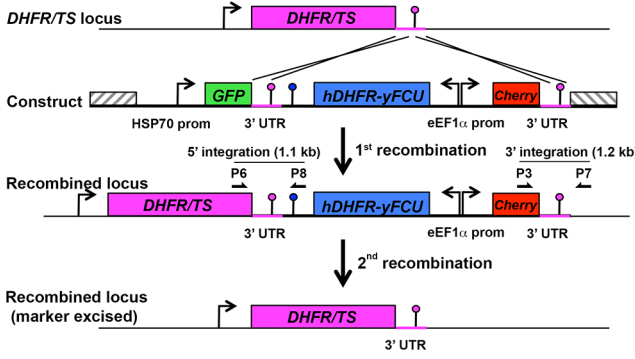 DHFR/TS locus
DHFR/TS
Construct
GFP
hDHFR-yFCU
Cherry
HSP70 prom
3' UTR
eEF1α prom
3' UTR
1st recombination
5' integration (1.1 kb)
3' integration (1.2 kb)
P6
P8
P3
P7
Recombined locus
DHFR/TS
hDHFR-yFCU
Cherry
3' UTR
eEF1α prom
3' UTR
2nd recombination
Recombined locus
(marker excised)
DHFR/TS
3' UTR